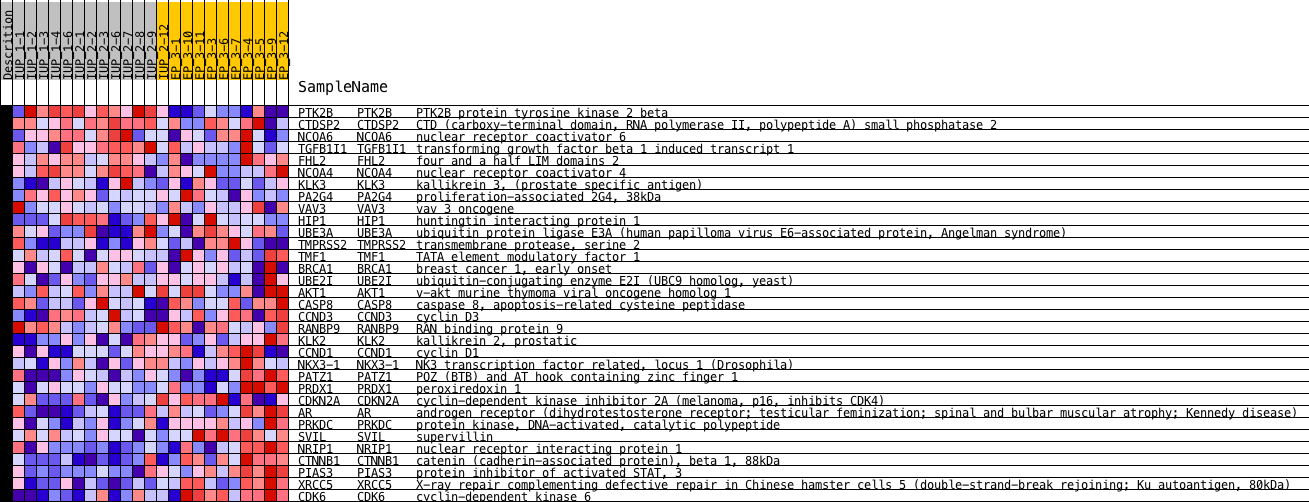 Descrition
IUP_1-1
IUP_1-2
IUP_1-3
IUP_1-4
IUP_1-6
IUP_2-1
IUP_2-2
IUP_2-3
IUP_2-6
IUP_2-7
IUP_2-8
IUP_2-9
IUP_2-12
EP_3-1
EP_3-10
EP_3-11
EP_3-3
EP_3-6
EP_3-7
EP_3-4
EP_3-5
EP_3-9
EP_3-12
SampleName
PTK2B PTK2B PTK2B protein tyrosine kinase 2 beta
CTDSP2 CTDSP2 CTD (carboxy-terminal domain, RNA polymerase II, polypeptide A) small phosphatase 2
NCOA6 NCOA6 nuclear receptor coactivator 6
TGFB1I1 TGFB1I1 transforming growth factor beta 1 induced transcript 1
FHL2 FHL2 four and a half LIM domains 2
NCOA4 NCOA4 nuclear receptor coactivator 4
KLK3 KLK3 kallikrein 3, (prostate specific antigen)
PA2G4 PA2G4 proliferation-associated 2G4, 38kDa
VAV3 VAV3 vav 3 oncogene
HIP1 HIP1 huntingtin interacting protein 1
UBE3A UBE3A ubiquitin protein ligase E3A (human papilloma virus E6-associated protein, Angelman syndrome)
TMPRSS2 TMPRSS2 transmembrane protease, serine 2
TMF1 TMF1 TATA element modulatory factor 1
BRCA1 BRCA1 breast cancer 1, early onset
UBE2I UBE2I ubiquitin-conjugating enzyme E2I (UBC9 homolog, yeast)
AKT1 AKT1 v-akt murine thymoma viral oncogene homolog 1
CASP8 CASP8 caspase 8, apoptosis-related cysteine peptidase
CCND3 CCND3 cyclin D3
RANBP9 RANBP9 RAN binding protein 9
KLK2 KLK2 kallikrein 2, prostatic
CCND1 CCND1 cyclin D1
NKX3-1 NKX3-1 NK3 transcription factor related, locus 1 (Drosophila)
PATZ1 PATZ1 POZ (BTB) and AT hook containing zinc finger 1
PRDX1 PRDX1 peroxiredoxin 1
CDKN2A CDKN2A cyclin-dependent kinase inhibitor 2A (melanoma, p16, inhibits CDK4)
AR AR androgen receptor (dihydrotestosterone receptor; testicular feminization; spinal and bulbar muscular atrophy; Kennedy disease)
PRKDC PRKDC protein kinase, DNA-activated, catalytic polypeptide
SVIL SVIL supervillin
NRIP1 NRIP1 nuclear receptor interacting protein 1
CTNNB1 CTNNB1 catenin (cadherin-associated protein), beta 1, 88kDa
PIAS3 PIAS3 protein inhibitor of activated STAT, 3
XRCC5 XRCC5 X-ray repair complementing defective repair in Chinese hamster cells 5 (double-strand-break rejoining; Ku autoantigen, 80kDa)
CDK6 CDK6 cyclin-dependent kinase 6